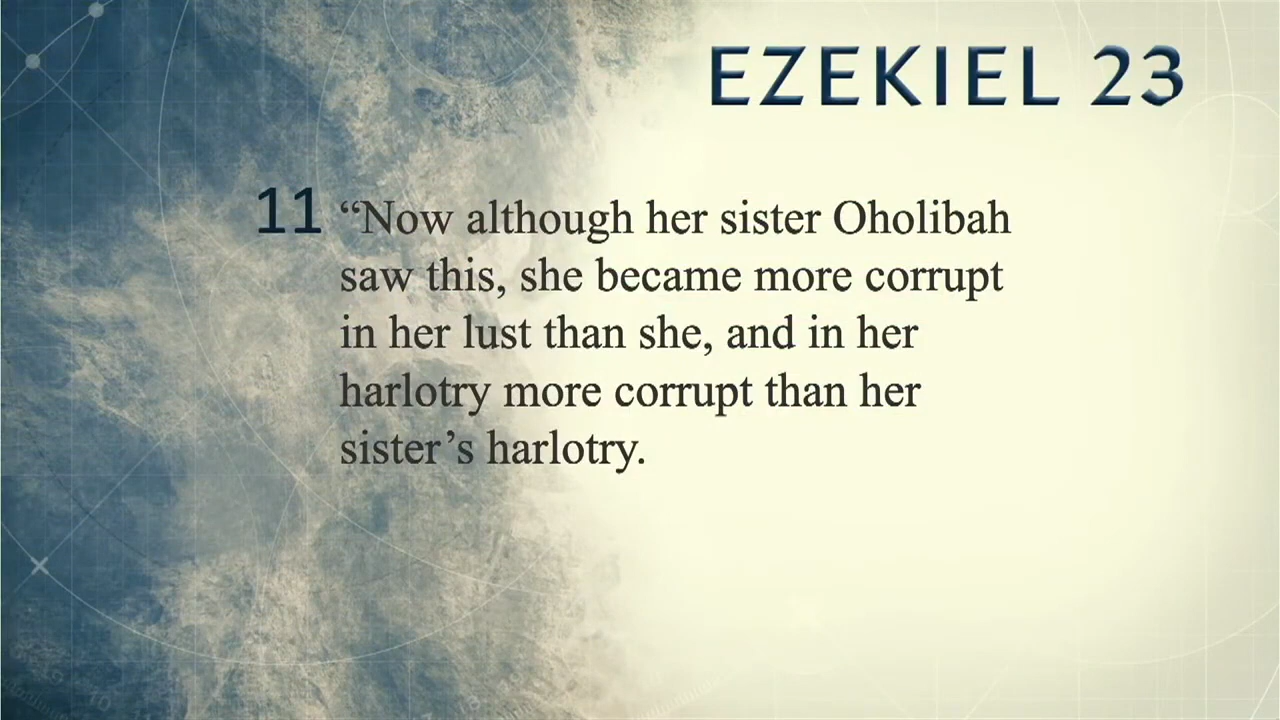 EZEKIEL 23
11 “Now although her sister Oholibah
saw this, she became more corrupt
in her lust than she, and in her
harlotry more corrupt than her
sister’s harlotry.